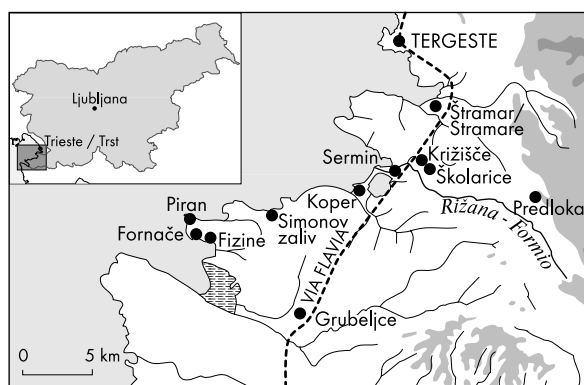 Ljubljana
Trieste / Trst
TERGESTE
Štramar/
Stramare
Križišče
Školarice
Sermin
Koper
Predloka
Rižana - Formio
Piran
Simonov
zaliv
Fornače
Fizine
VIA FLAVIA
Grubeljce
0 5 km